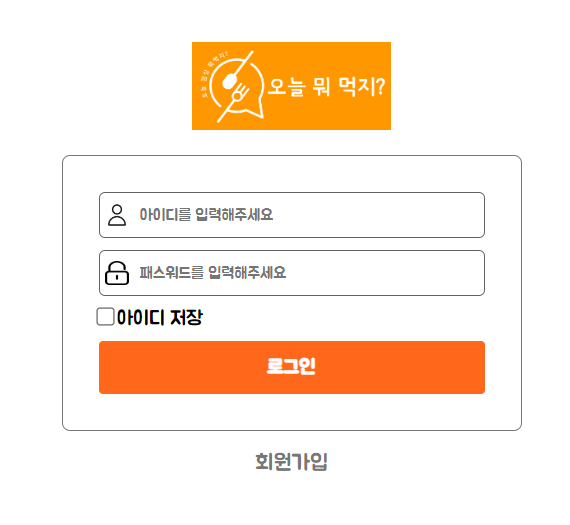 오늘 뭐 먹지?
아이디를 입력해주세요
패스워드를 입력해주세요
아이디 저장
로그인
회원가입